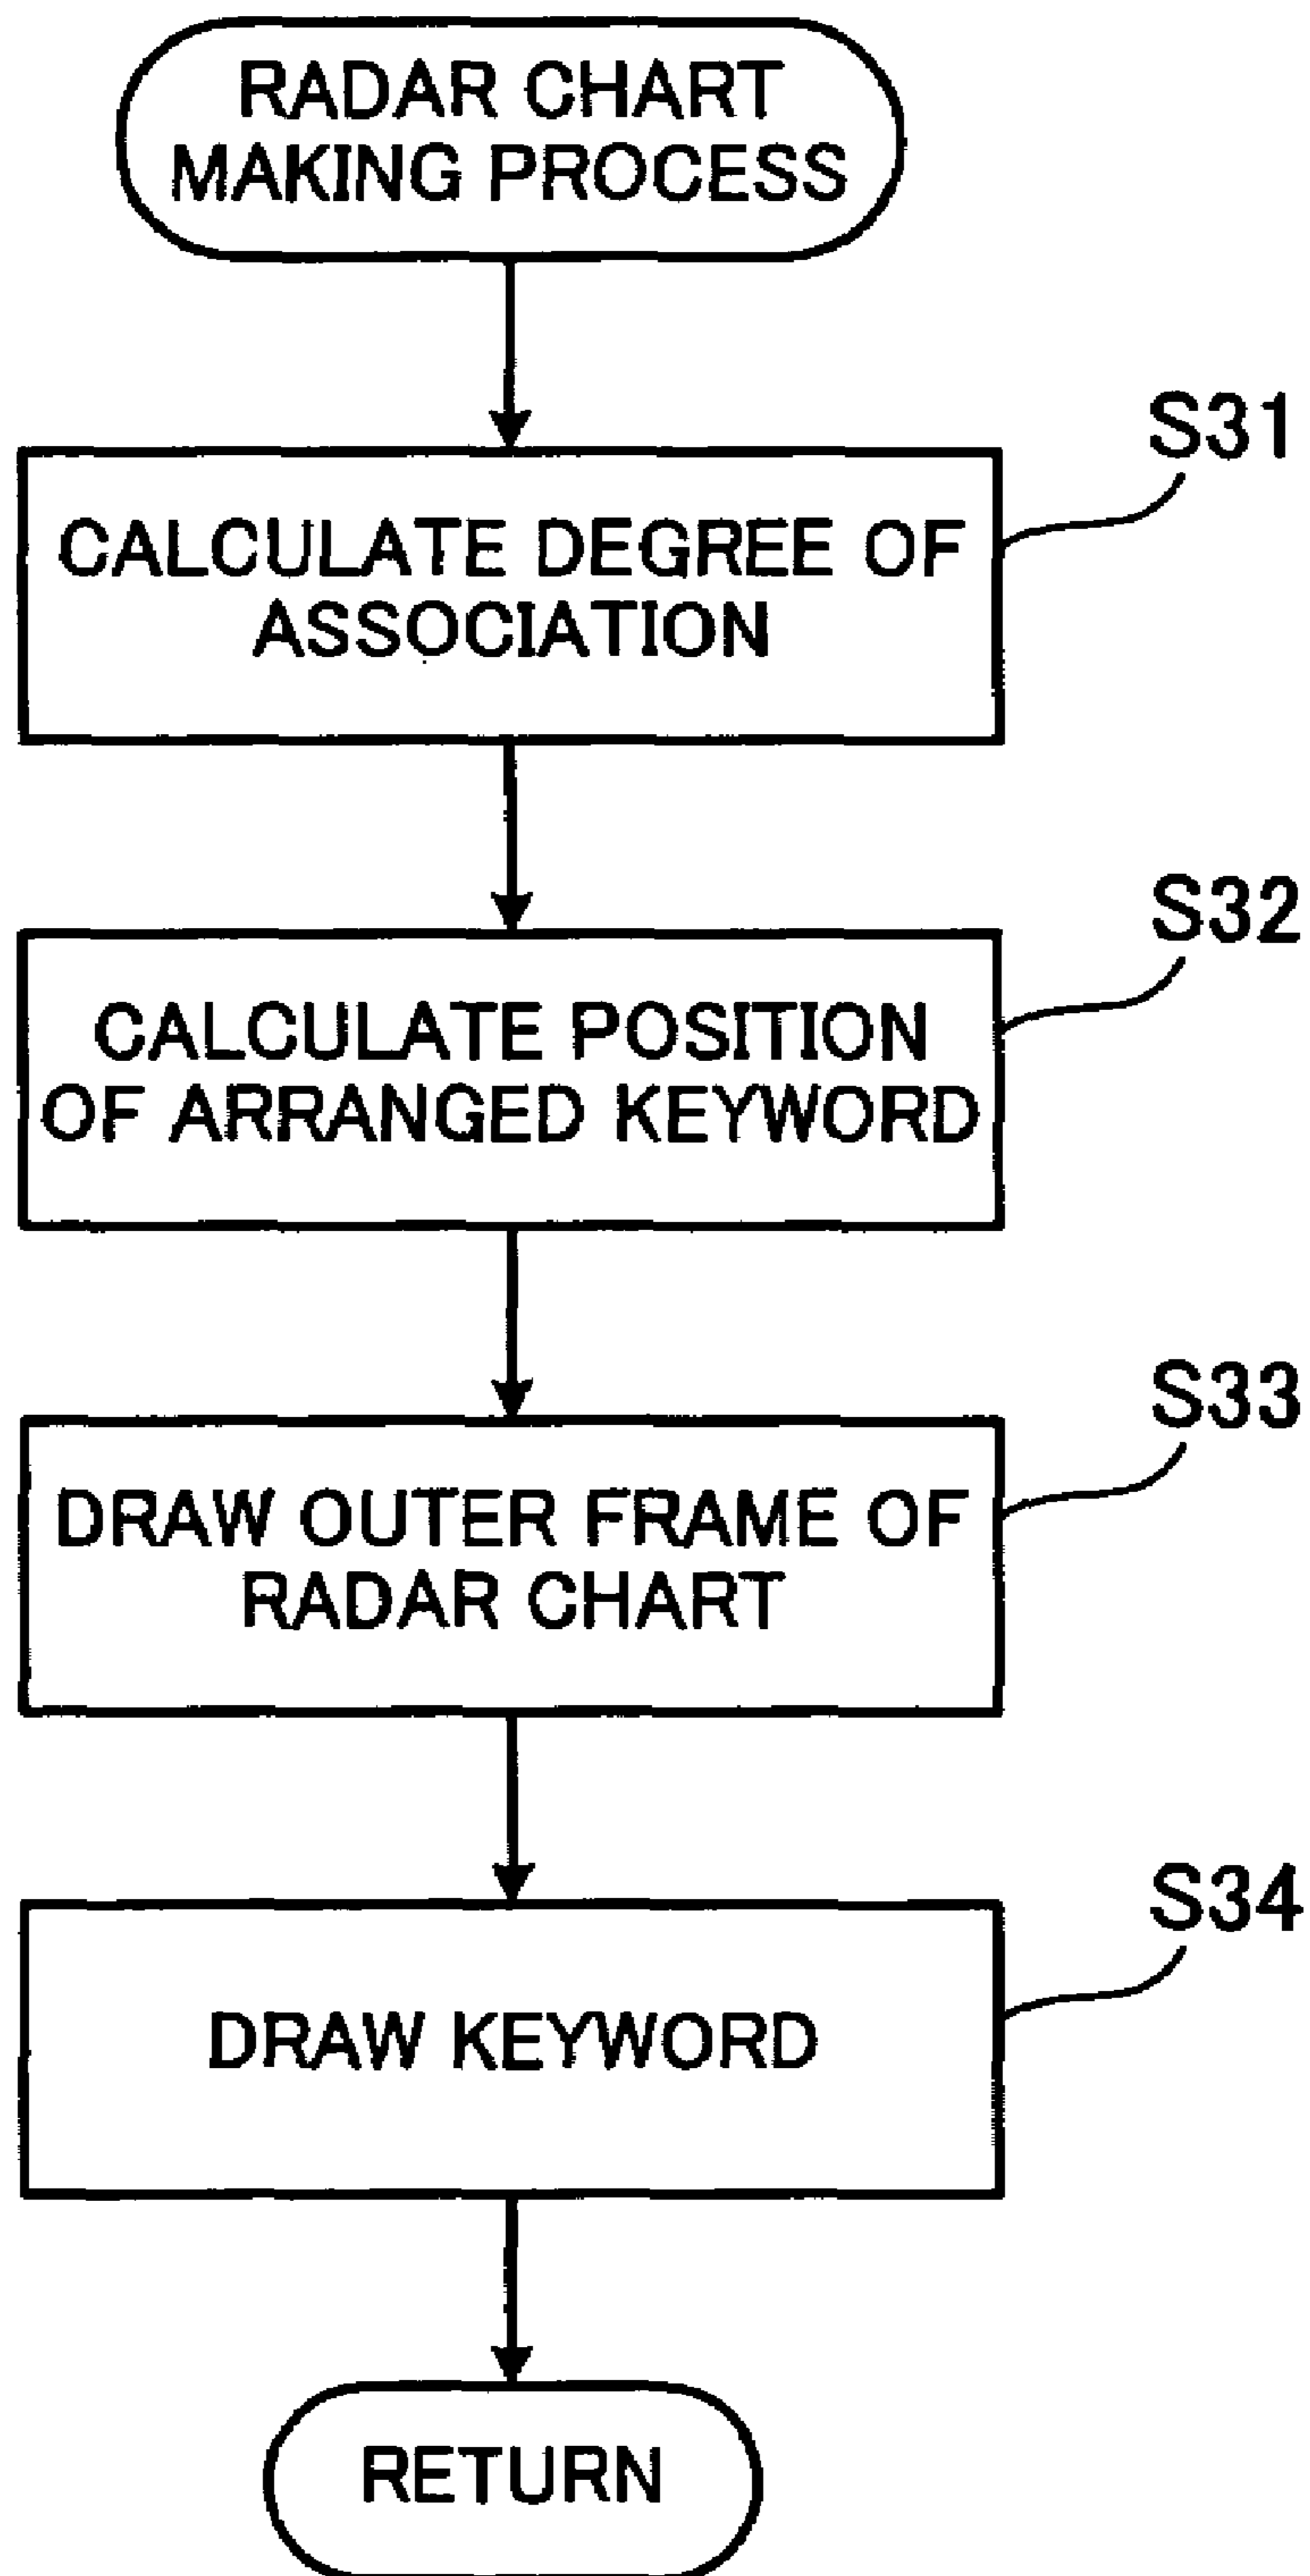 RADAR CHART
MAKING PROCESS
S31
CALCULATE DEGREE OF
ASSOCIATION
S32
CALCULATE POSITION
OF ARRANGED KEYWORD
S33
DRAW OUTER FRAME OF
RADAR CHART
S34
DRAW KEYWORD
RETURN